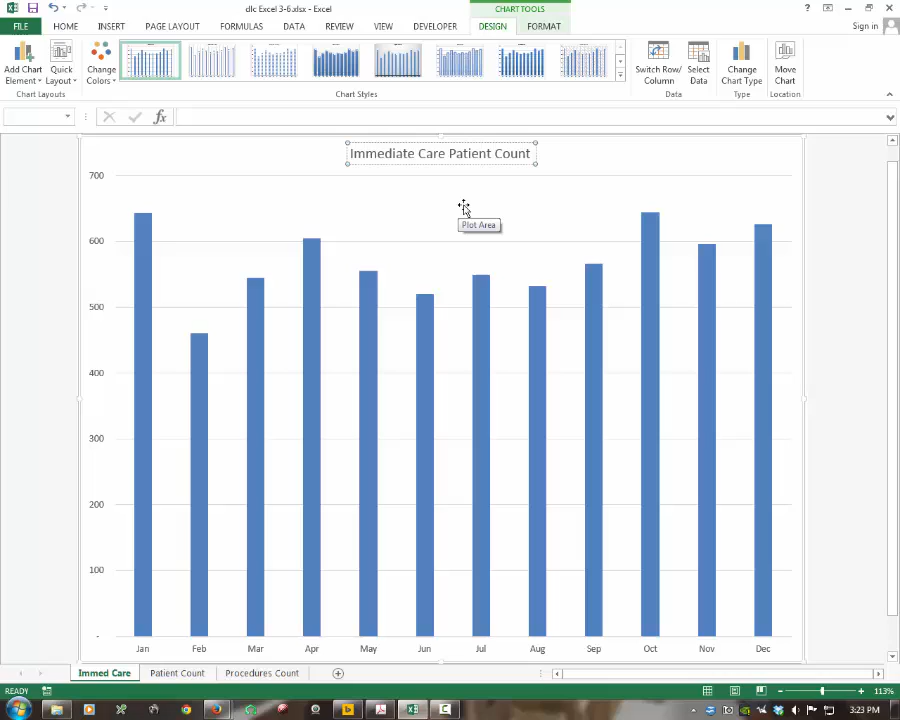 dlc Excel 3-6.xlsx - Excel
CHART TOOLS
?
FILE HOME INSERT PAGE LAYOUT FORMULAS DATA REVIEW VIEW DEVELOPER DESIGN FORMAT Sign in
Add Chart Element Quick Layout Change Colors Switch Row/ Column Select Data Change Chart Type Move Chart
Chart Layouts Chart Styles Data Type Location
fx
Immediate Care Patient Count
700
Plot Area
600
500
400
300
200
100
-
Jan Feb Mar Apr May Jun Jul Aug Sep Oct Nov Dec
Immed Care Patient Count Procedures Count
READY 113%
3:23 PM